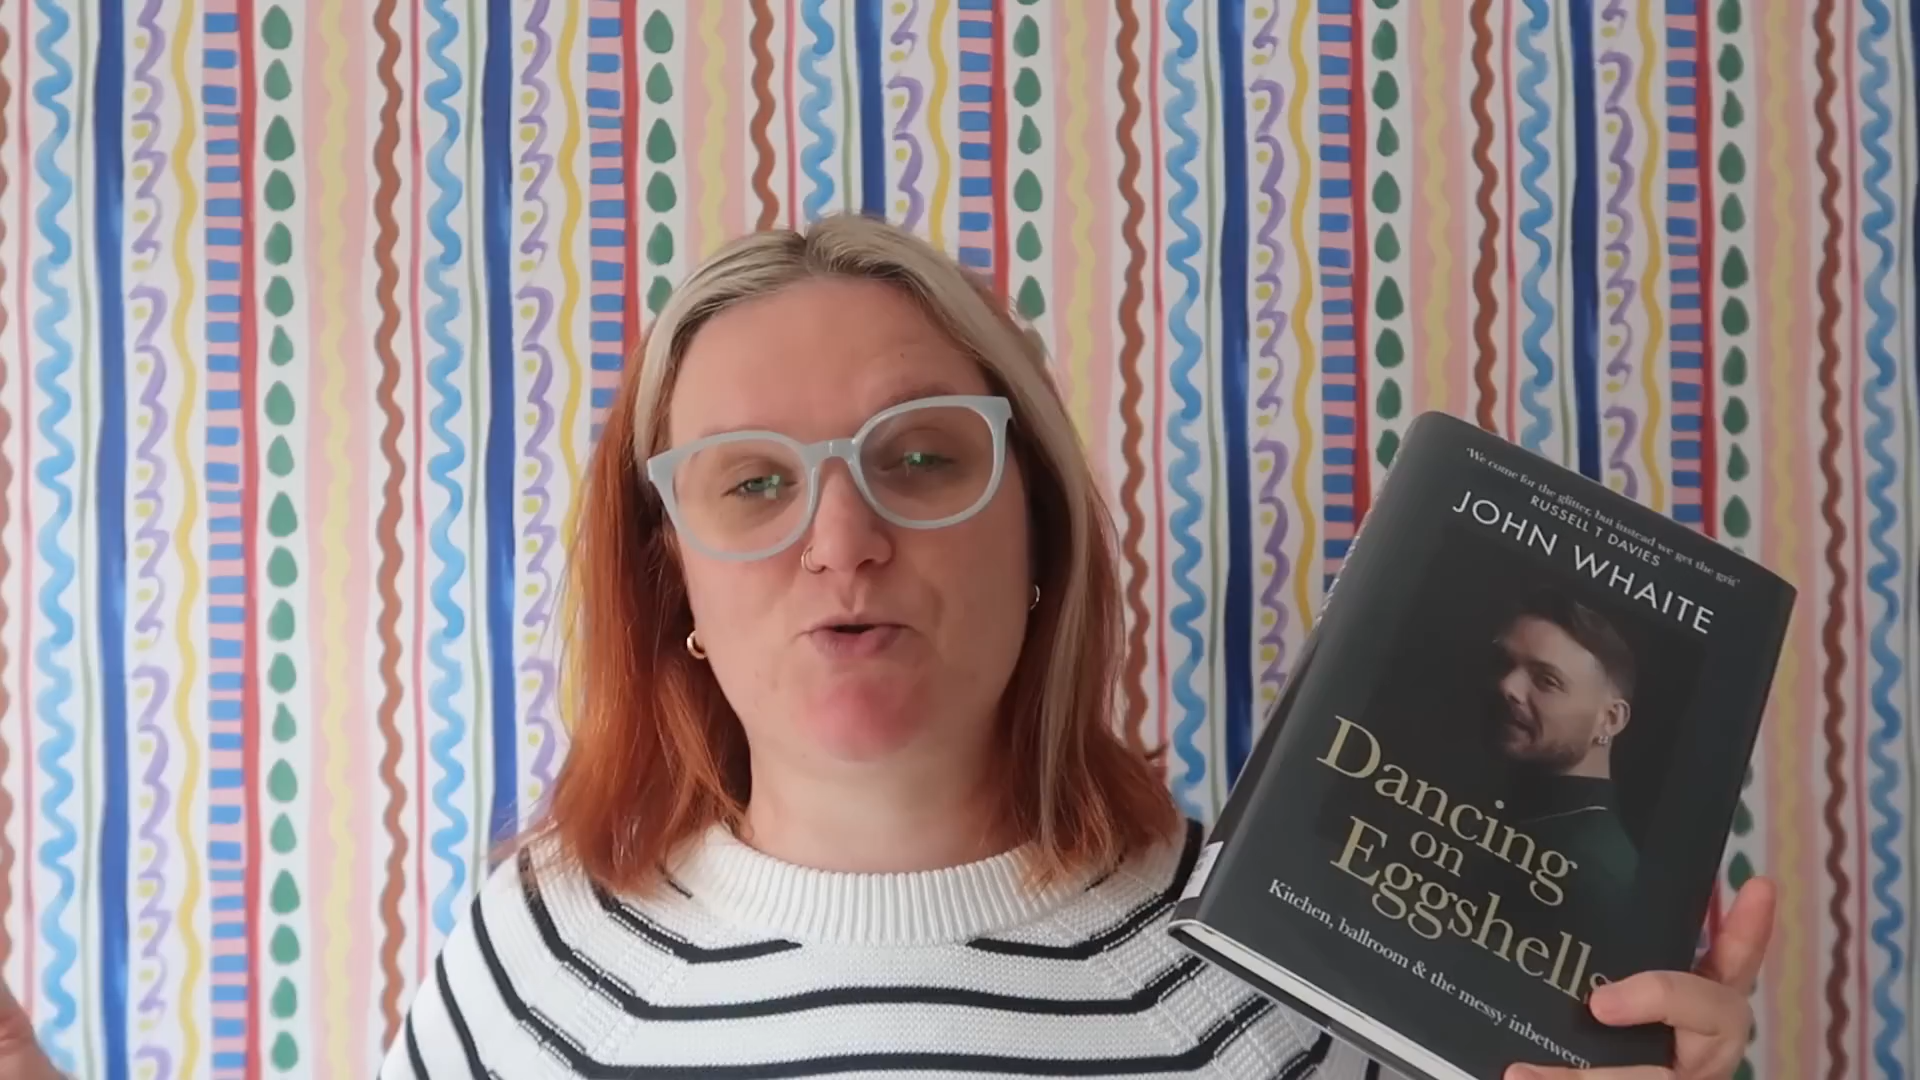 'We come for the glitter, but instead we get the grit'
RUSSELL T DAVIES
JOHN WHAITE
Dancing
on
Eggshells
Kitchen, ballroom & the messy inbetween